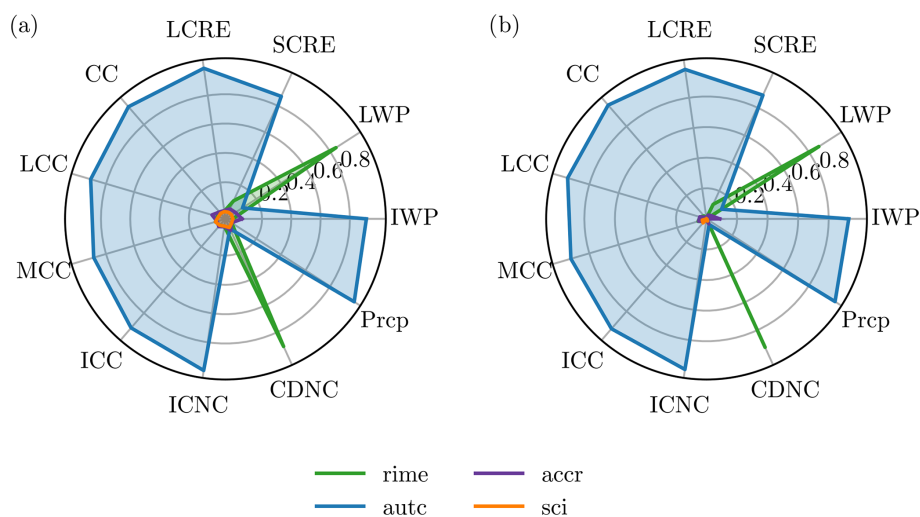 (a)
LCRE
SCRE
LWP
CC
LCC
IWP
MCC
Prcp
ICC
ICNC
CDNC
0.2
0.4
0.6
0.8
(b)
LCRE
SCRE
LWP
CC
LCC
IWP
MCC
Prcp
ICC
ICNC
CDNC
0.2
0.4
0.6
0.8
rime
accr
autc
sci